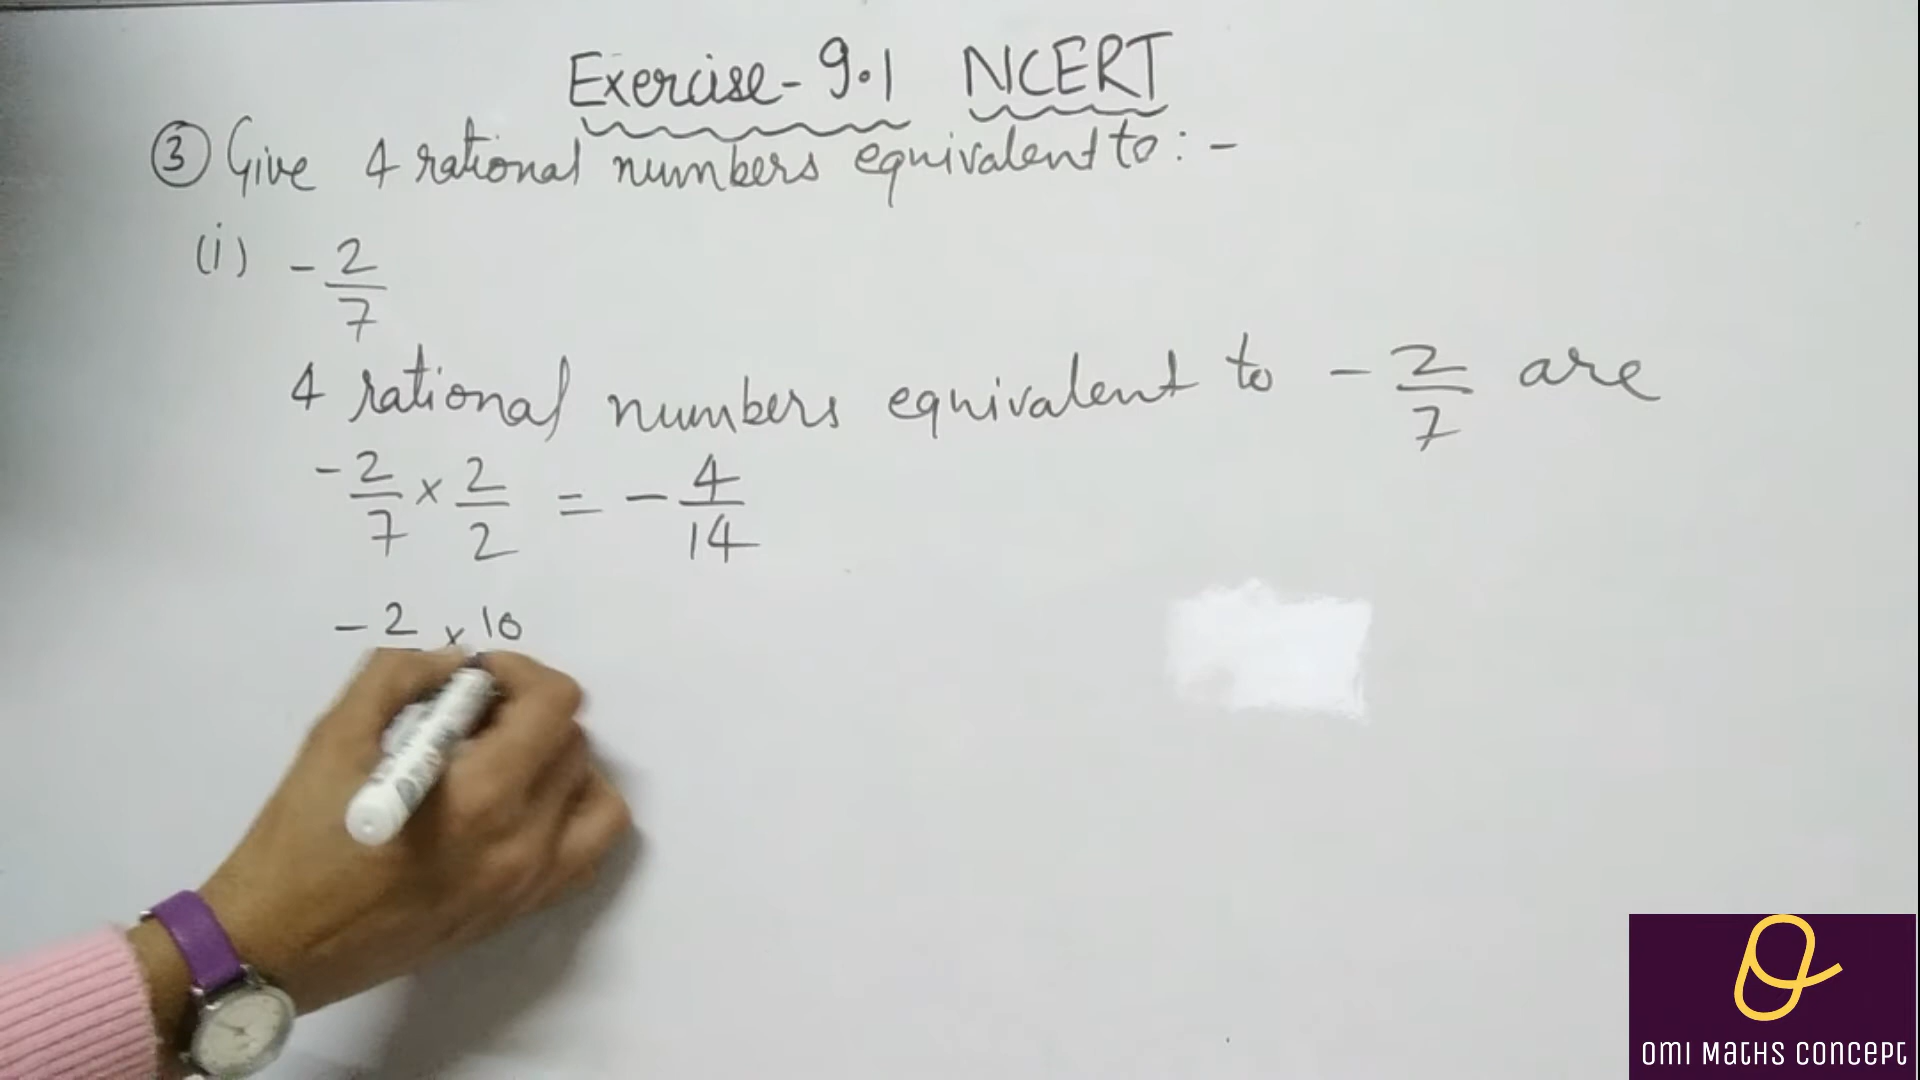 Exercise-9.1 NCERT
③ Give 4 rational numbers equivalent to:-
(i) -2/7
4 rational numbers equivalent to -2/7 are
-2/7 × 2/2 = -4/14
-2 × 10
OMI MATHS CONCEPT